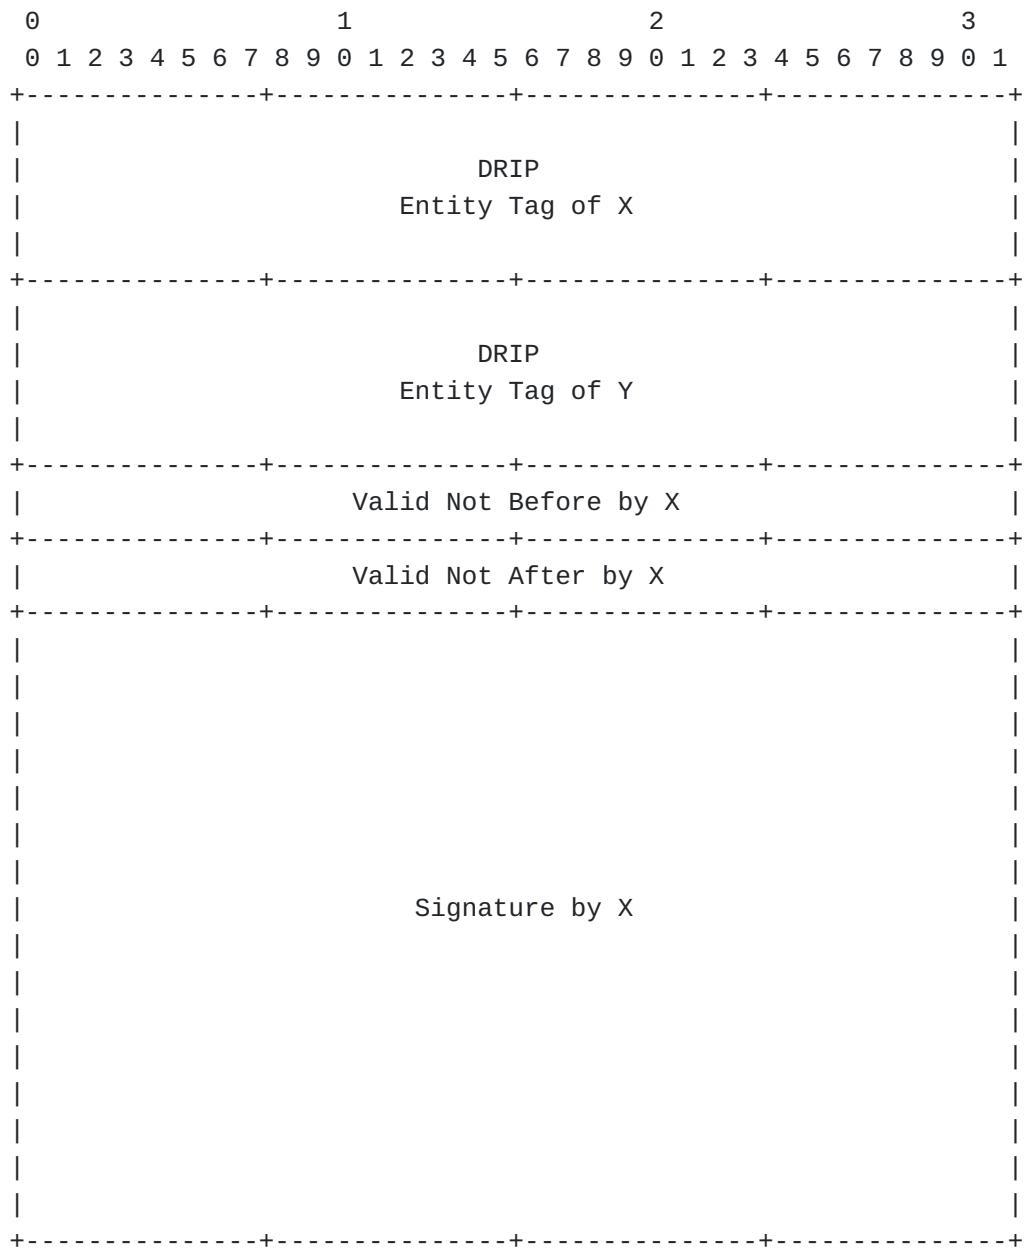 0                   1                   2                   3
 0 1 2 3 4 5 6 7 8 9 0 1 2 3 4 5 6 7 8 9 0 1 2 3 4 5 6 7 8 9 0 1
+---------------+---------------+---------------+---------------+
|                                                               |
|                             DRIP                              |
|                        Entity Tag of X                        |
|                                                               |
+---------------+---------------+---------------+---------------+
|                                                               |
|                             DRIP                              |
|                        Entity Tag of Y                        |
|                                                               |
+---------------+---------------+---------------+---------------+
|                     Valid Not Before by X                     |
+---------------+---------------+---------------+---------------+
|                     Valid Not After by X                      |
+---------------+---------------+---------------+---------------+
|                                                               |
|                                                               |
|                                                               |
|                                                               |
|                                                               |
|                                                               |
|                                                               |
|                         Signature by X                        |
|                                                               |
|                                                               |
|                                                               |
|                                                               |
|                                                               |
|                                                               |
|                                                               |
|                                                               |
+---------------+---------------+---------------+---------------+